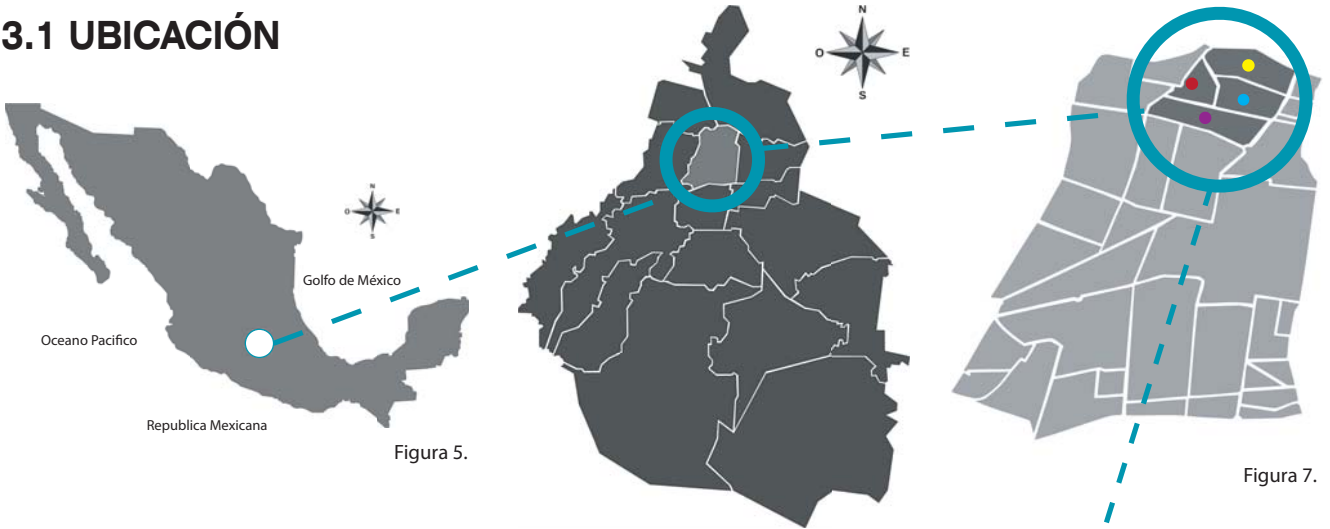 3.1 UBICACIÓN
N
O E
S
N
O E
S
Golfo de México
Oceano Pacifico
Republica Mexicana
Figura 5.
Figura 7.